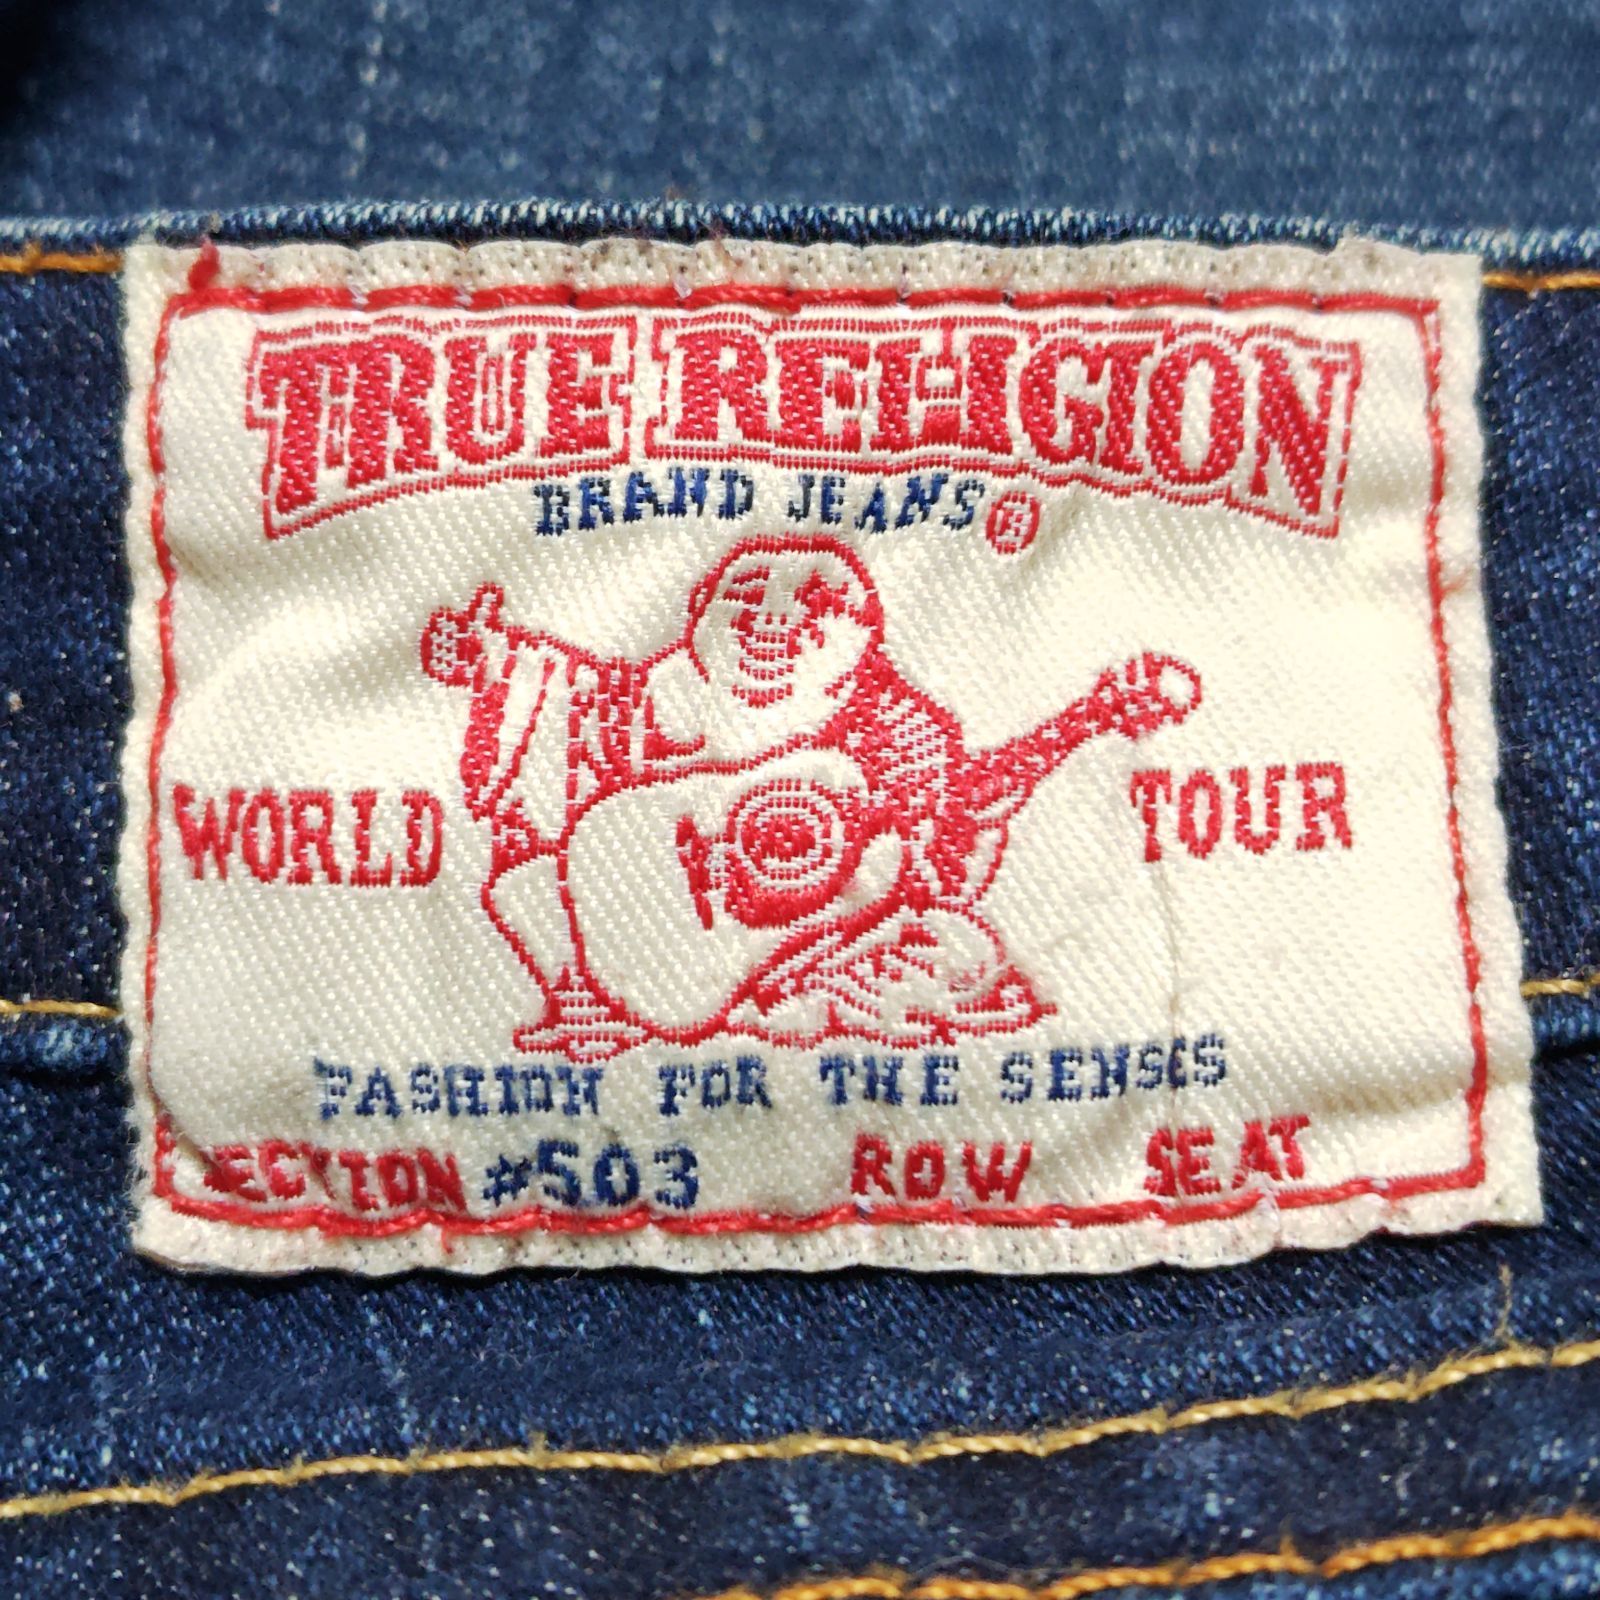 TRUE RELIGION
BRAND JEANS®
WORLD TOUR
FASHION FOR THE SENSES
SECTION #503 ROW SEAT